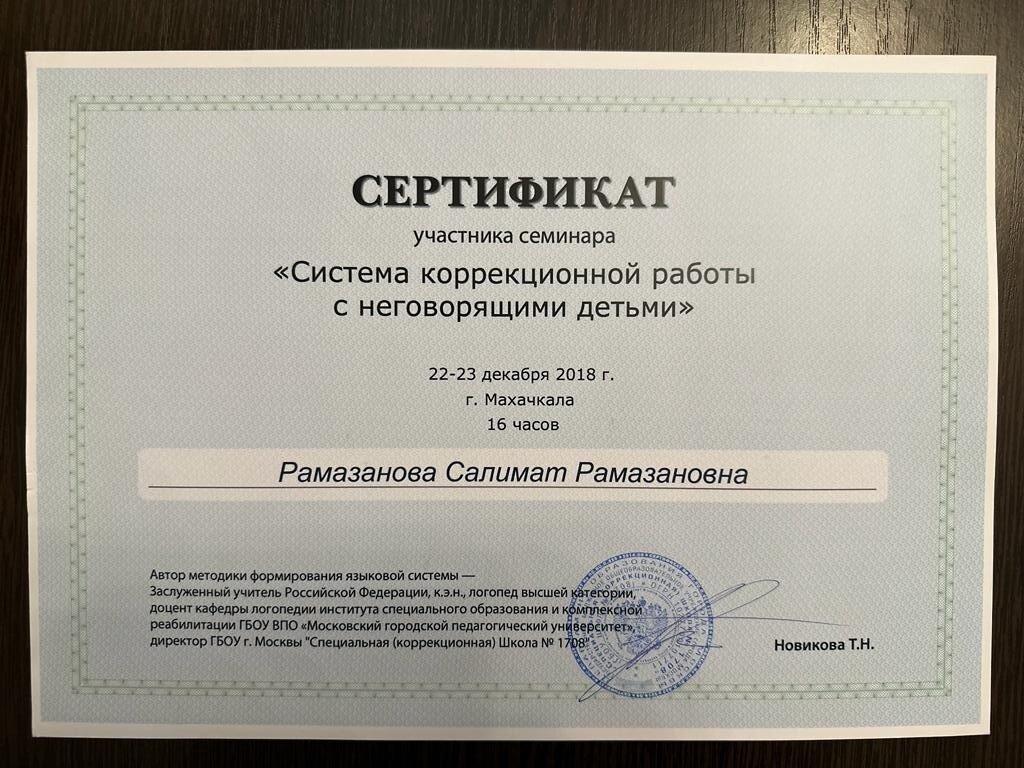 СЕРТИФИКАТ
участника семинара
«Система коррекционной работы
с неговорящими детьми»
22-23 декабря 2018 г.
г. Махачкала
16 часов
Рамазанова Салимат Рамазановна
Автор методики формирования языковой системы —
Заслуженный учитель Российской Федерации, к.э.н., логопед высшей категории,
доцент кафедры логопедии института специального образования и комплексной
реабилитации ГБОУ ВПО «Московский городской педагогический университет»,
директор ГБОУ г. Москвы "Специальная (коррекционная) Школа № 1708"
Новикова Т.Н.